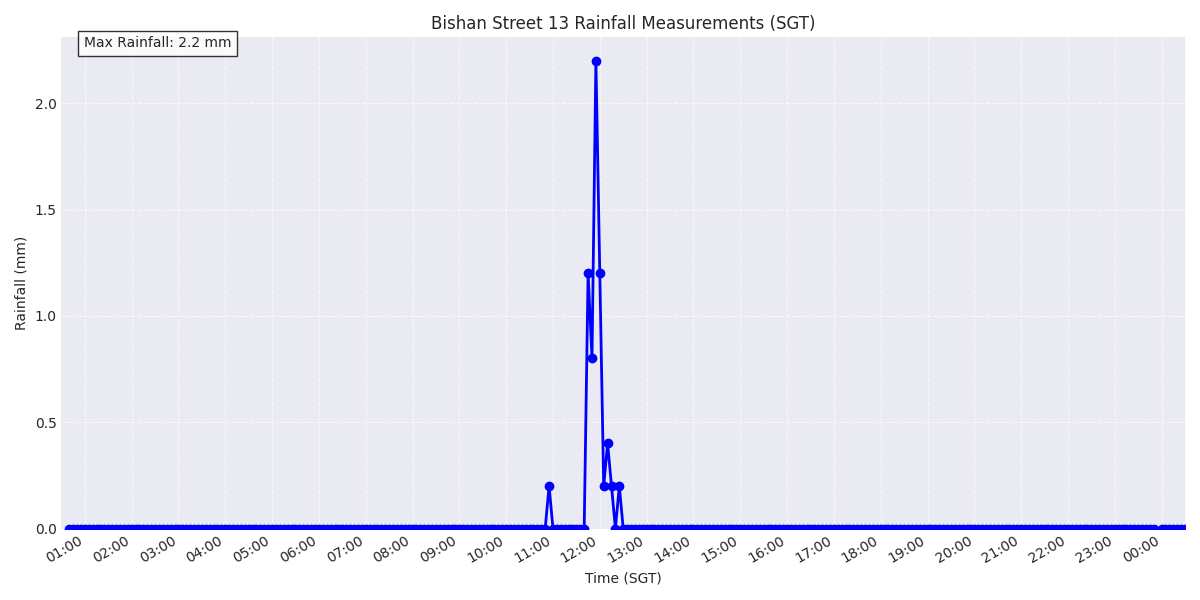 Bishan Street 13 Rainfall Measurements (SGT)
Max Rainfall: 2.2 mm
Rainfall (mm)
2.0
1.5
1.0
0.5
0.0
01:00 02:00 03:00 04:00 05:00 06:00 07:00 08:00 09:00 10:00 11:00 12:00 13:00 14:00 15:00 16:00 17:00 18:00 19:00 20:00 21:00 22:00 23:00 00:00
Time (SGT)